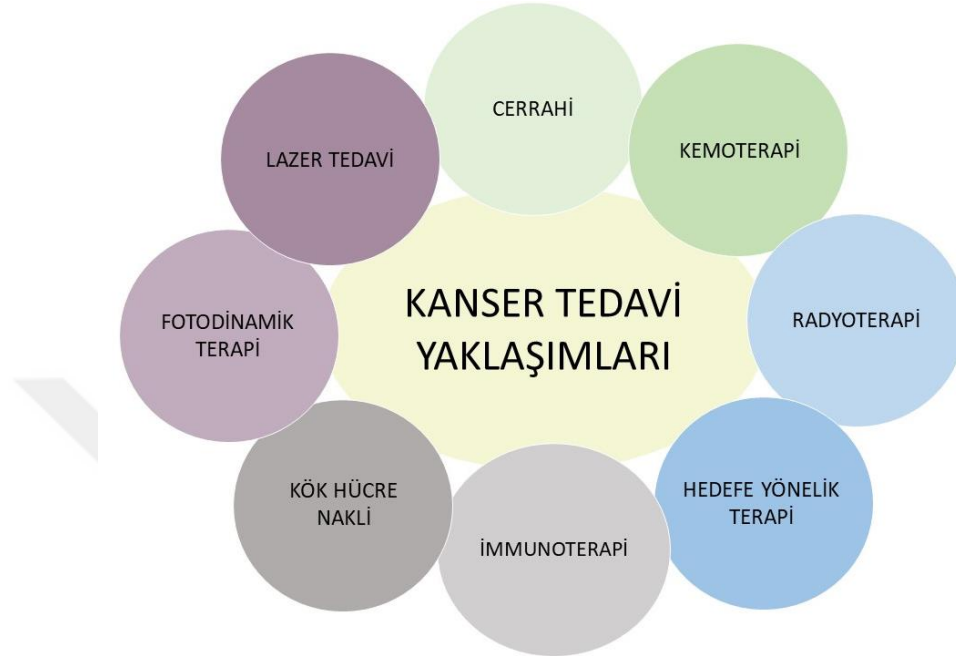 CERRAHİ
KEMOTERAPİ
LAZER TEDAVİ
KANSER TEDAVİ
YAKLAŞIMLARI
RADYOTERAPİ
FOTODİNAMİK
TERAPİ
HEDEFE YÖNELİK
TERAPİ
KÖK HÜCRE
NAKLİ
İMMUNOTERAPİ